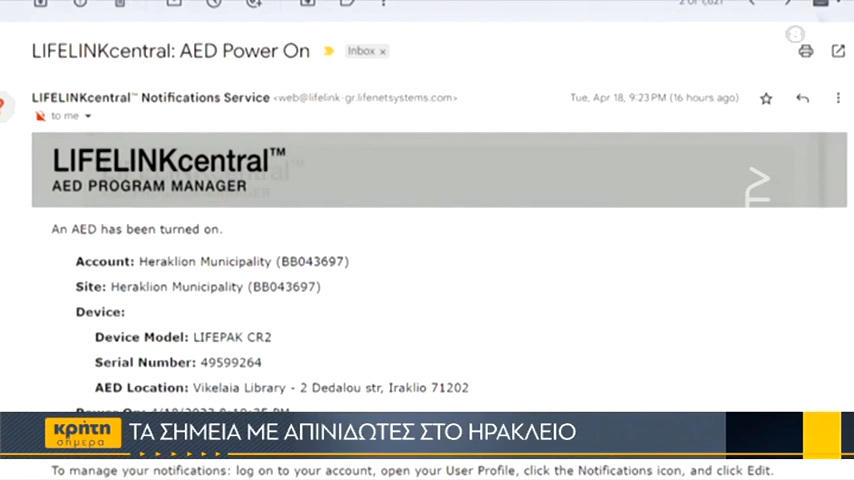 LIFELINKcentral: AED Power On Inbox ×
LIFELINKcentral™ Notifications Service <web@lifelink-gr.lifenetsystems.com> Tue, Apr 18, 9:23 PM (16 hours ago)
to me
LIFELINKcentral™
AED PROGRAM MANAGER
TV
An AED has been turned on.
Account: Heraklion Municipality (BB043697)
Site: Heraklion Municipality (BB043697)
Device:
Device Model: LIFEPAK CR2
Serial Number: 49599264
AED Location: Vikelaia Library - 2 Dedalou str, Iraklio 71202
κρήτη
σήμερα
ΤΑ ΣΗΜΕΙΑ ΜΕ ΑΠΙΝΙΔΩΤΕΣ ΣΤΟ ΗΡΑΚΛΕΙΟ
To manage your notifications: log on to your account, open your User Profile, click the Notifications icon, and click Edit.